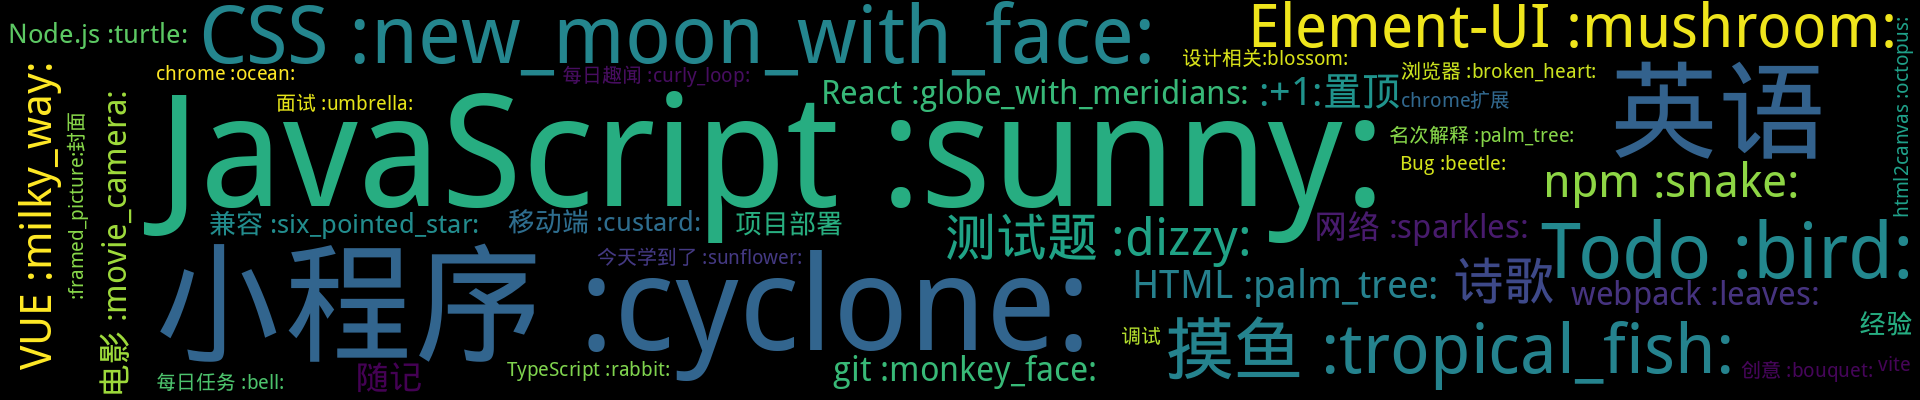 Node.js :turtle:
CSS :new_moon_with_face:
Element-UI :mushroom:
设计相关:blossom:
chrome :ocean:
每日趣闻 :curly_loop:
浏览器 :broken_heart:
React :globe_with_meridians:
:+1:置顶
chrome扩展
英语
html2canvas :octopus:
面试 :umbrella:
JavaScript :sunny:
名次解释 :palm_tree:
Bug :beetle:
npm :snake:
VUE :milky_way:
:framed_picture:封面
电影 :movie_camera:
兼容 :six_pointed_star:
移动端 :custard:
项目部署
测试题 :dizzy:
网络 :sparkles:
Todo :bird:
小程序 :cyclone:
今天学到了 :sunflower:
HTML :palm_tree:
诗歌
webpack :leaves:
调试
摸鱼 :tropical_fish:
经验
每日任务 :bell:
随记
TypeScript :rabbit:
git :monkey_face:
创意 :bouquet:
vite